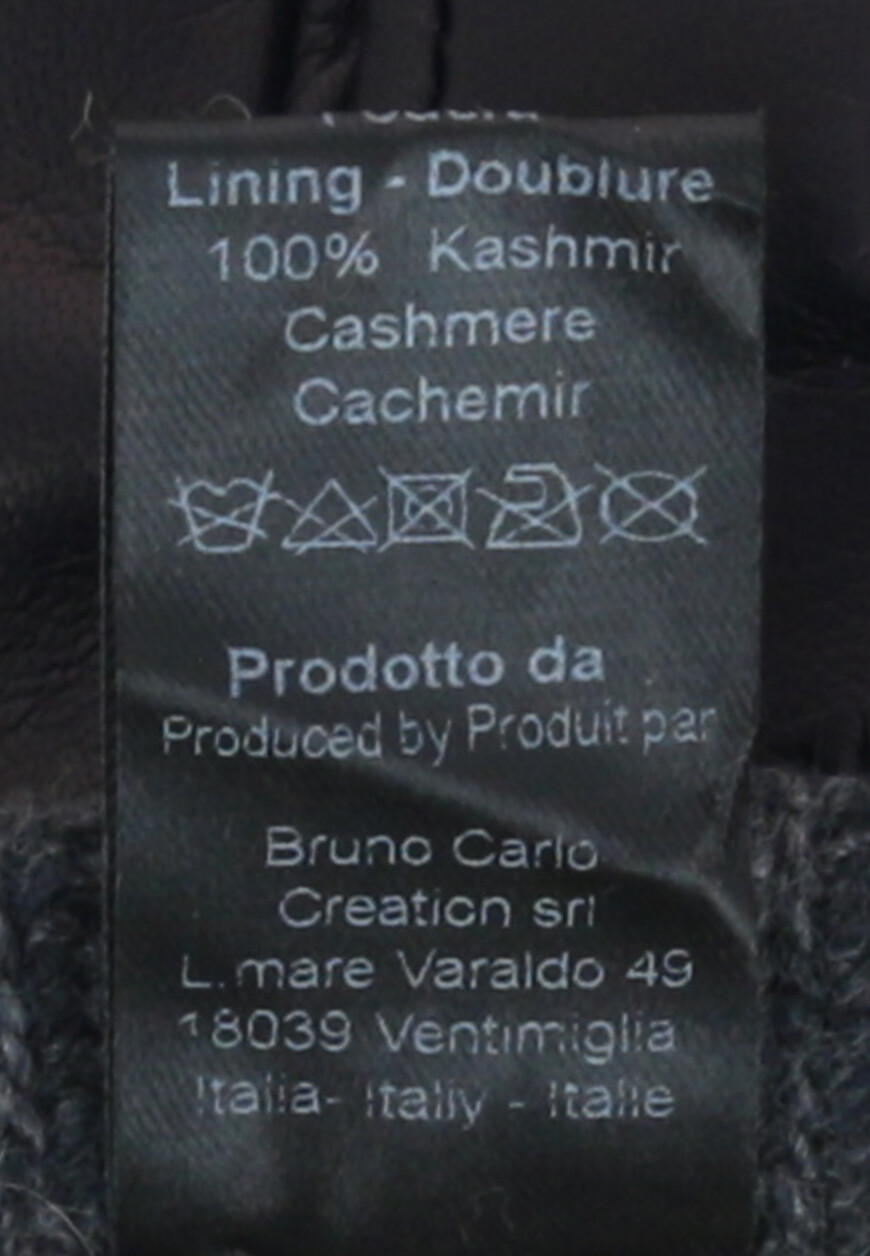 Lining - Doublure
100% Kashmir
Cashmere
Cachemir
Prodotto da
Produced by Produit par
Bruno Carlo
Creation srl
L.mare Varaldo 49
18039 Ventimiglia
Italia- Italiy - Italie